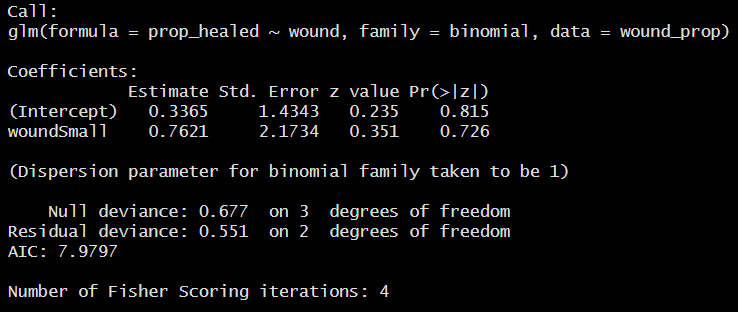 Call:
glm(formula = prop_healed ~ wound, family = binomial, data = wound_prop)
Coefficients:
Estimate Std. Error z value Pr(>|z|)
(Intercept) 0.3365 1.4343 0.235 0.815
woundSmall 0.7621 2.1734 0.351 0.726
(Dispersion parameter for binomial family taken to be 1)
Null deviance: 0.677 on 3 degrees of freedom
Residual deviance: 0.551 on 2 degrees of freedom
AIC: 7.9797
Number of Fisher Scoring iterations: 4